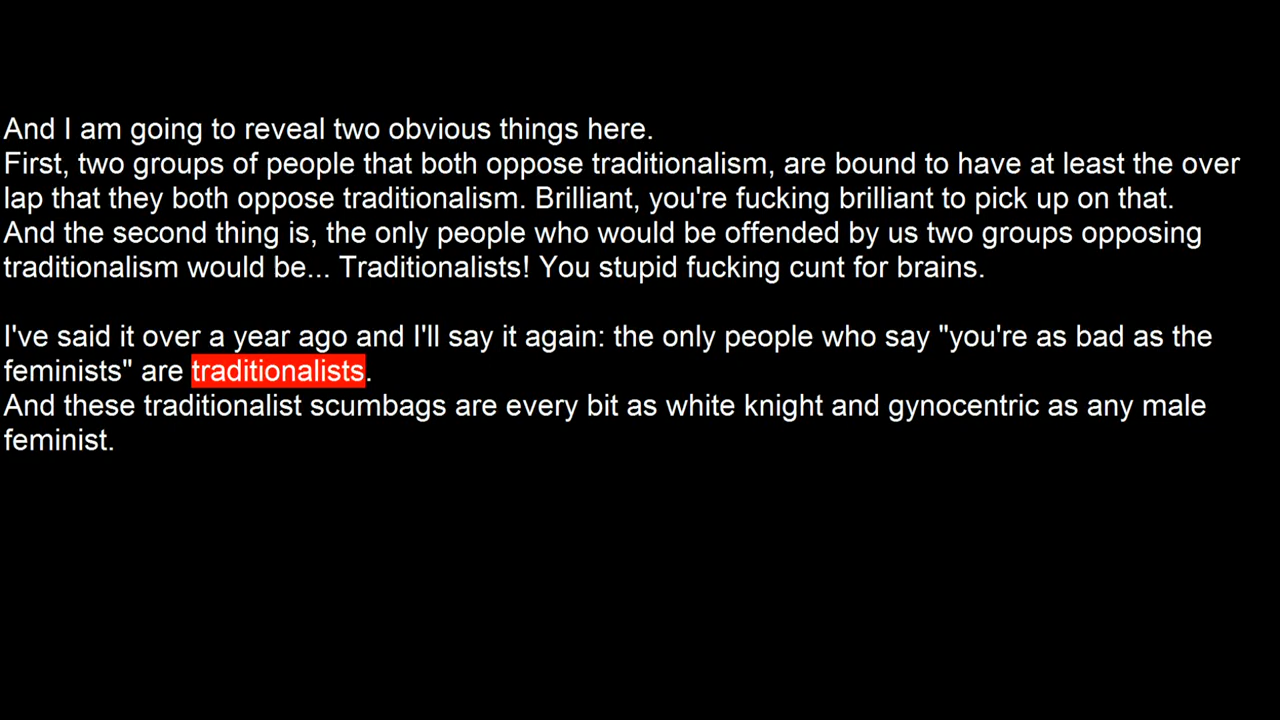 And I am going to reveal two obvious things here.
First, two groups of people that both oppose traditionalism, are bound to have at least the over
lap that they both oppose traditionalism. Brilliant, you're fucking brilliant to pick up on that.
And the second thing is, the only people who would be offended by us two groups opposing
traditionalism would be... Traditionalists! You stupid fucking cunt for brains.
I've said it over a year ago and I'll say it again: the only people who say "you're as bad as the
feminists" are traditionalists.
And these traditionalist scumbags are every bit as white knight and gynocentric as any male
feminist.